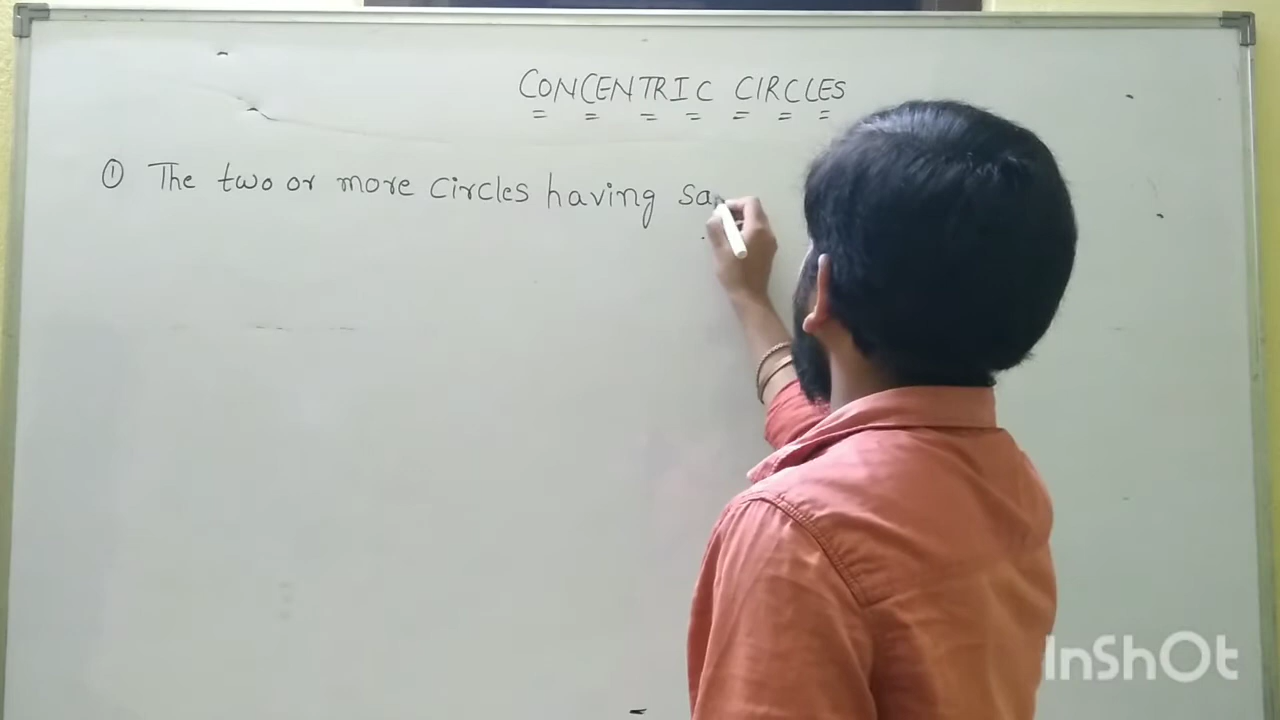 CONCENTRIC CIRCLES
① The two or more circles having sa
InShOt